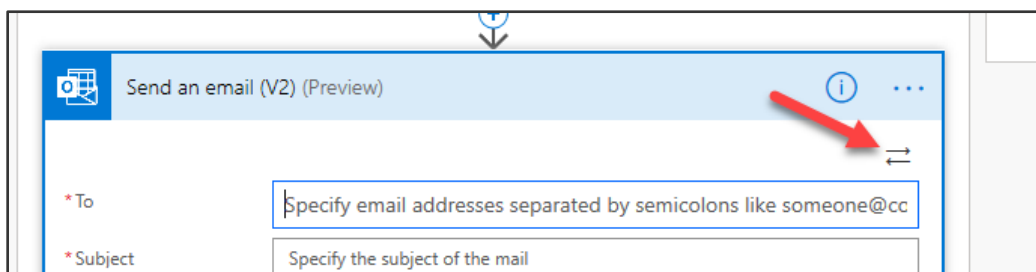 Send an email (V2) (Preview)
*To
Specify email addresses separated by semicolons like someone@cc
*Subject
Specify the subject of the mail